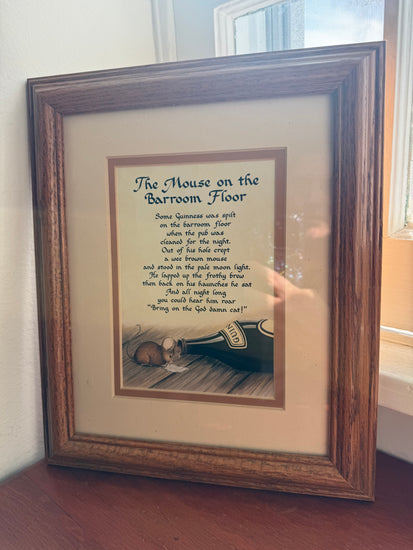 The Mouse on the
Barroom Floor
Some Guinness was spilt
on the barroom floor
when the pub was
cleaned for the night.
Out of his hole crept
a wee brown mouse
and stood in the pale moon light.
He lapped up the frothy brew
then back on his haunches he sat
And all night long
you could hear him roar
"Bring on the God damn cat!"
GUIN